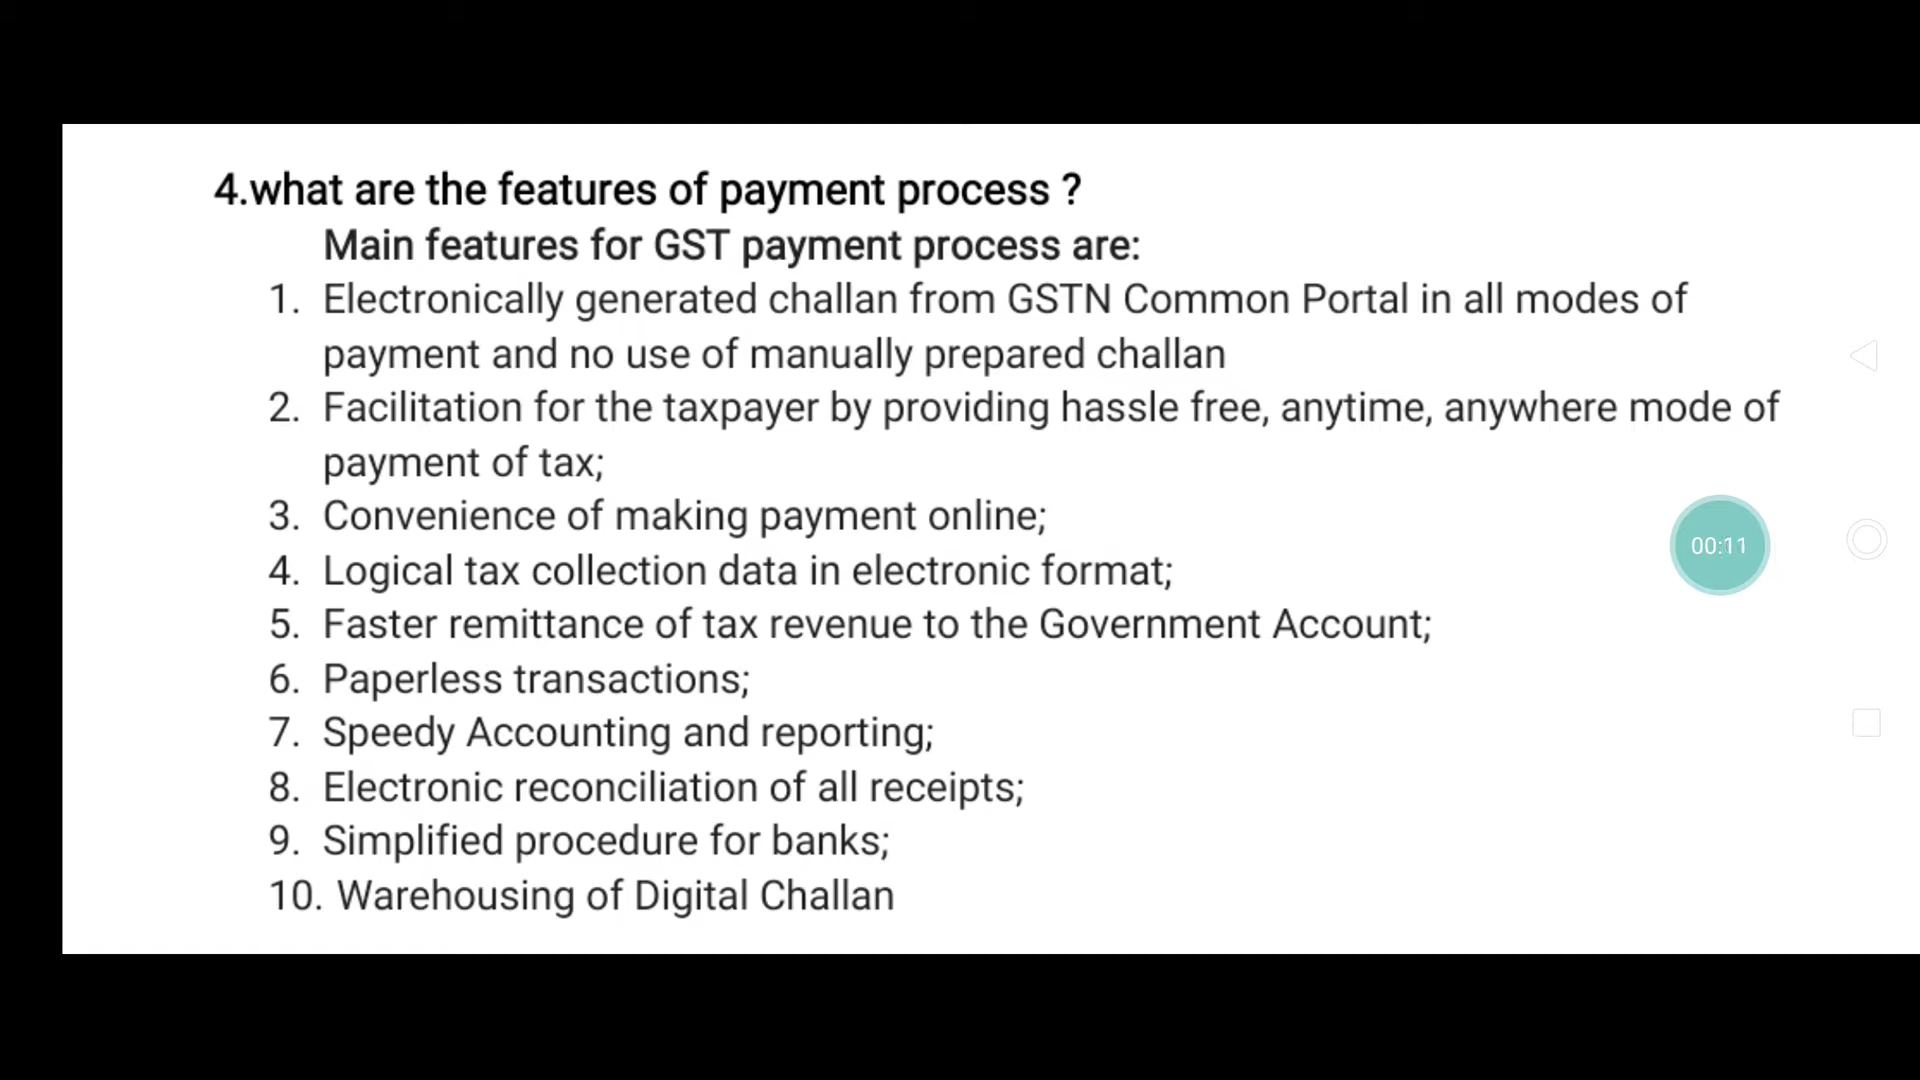 4.what are the features of payment process ?
Main features for GST payment process are:
1. Electronically generated challan from GSTN Common Portal in all modes of
payment and no use of manually prepared challan
2. Facilitation for the taxpayer by providing hassle free, anytime, anywhere mode of
payment of tax;
3. Convenience of making payment online;
4. Logical tax collection data in electronic format;
5. Faster remittance of tax revenue to the Government Account;
6. Paperless transactions;
7. Speedy Accounting and reporting;
8. Electronic reconciliation of all receipts;
9. Simplified procedure for banks;
10. Warehousing of Digital Challan
00:11